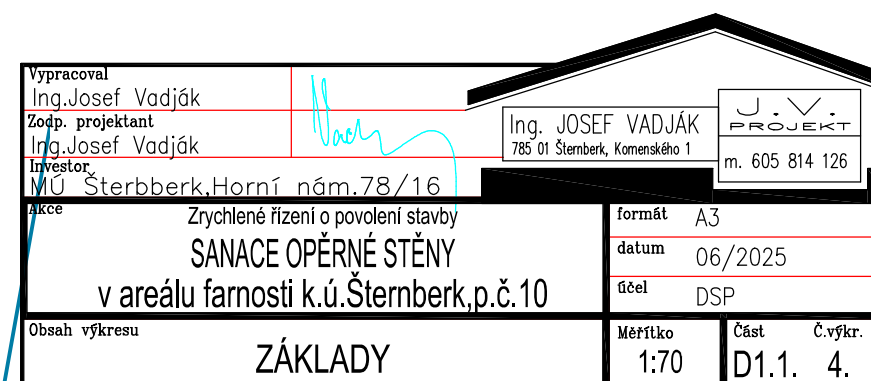 Vypracoval
Ing.Josef Vadják
Zodp. projektant
Ing.Josef Vadják
Investor
MÚ Šterbberk,Horní nám.78/16
Ing. JOSEF VADJÁK
785 01 Šternberk, Komenského 1
J.V.
PROJEKT
m. 605 814 126
Akce
Zrychlené řízení o povolení stavby
SANACE OPĚRNÉ STĚNY
v areálu farnosti k.ú.Šternberk,p.č.10
formát A3
datum 06/2025
účel DSP
Obsah výkresu
ZÁKLADY
Měřítko
1:70
Část Č.výkr.
D1.1. 4.